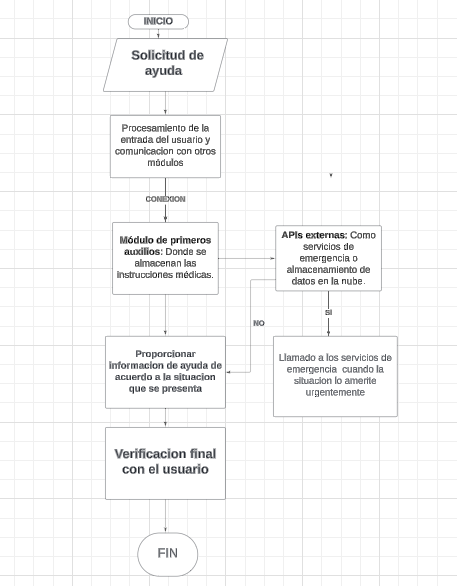 INICIO
Solicitud de
ayuda
Procesamiento de la
entrada del usuario y
comunicacion con otros
módulos
CONEXION
Módulo de primeros
auxilios: Donde se
almacenan las
instrucciones médicas.
APIs externas: Como
servicios de
emergencia o
almacenamiento de
datos en la nube.
SI
NO
Proporcionar
informacion de ayuda de
acuerdo a la situacion
que se presenta
Llamado a los servicios de
emergencia cuando la
situacion lo amerite
urgentemente
Verificacion final
con el usuario
FIN